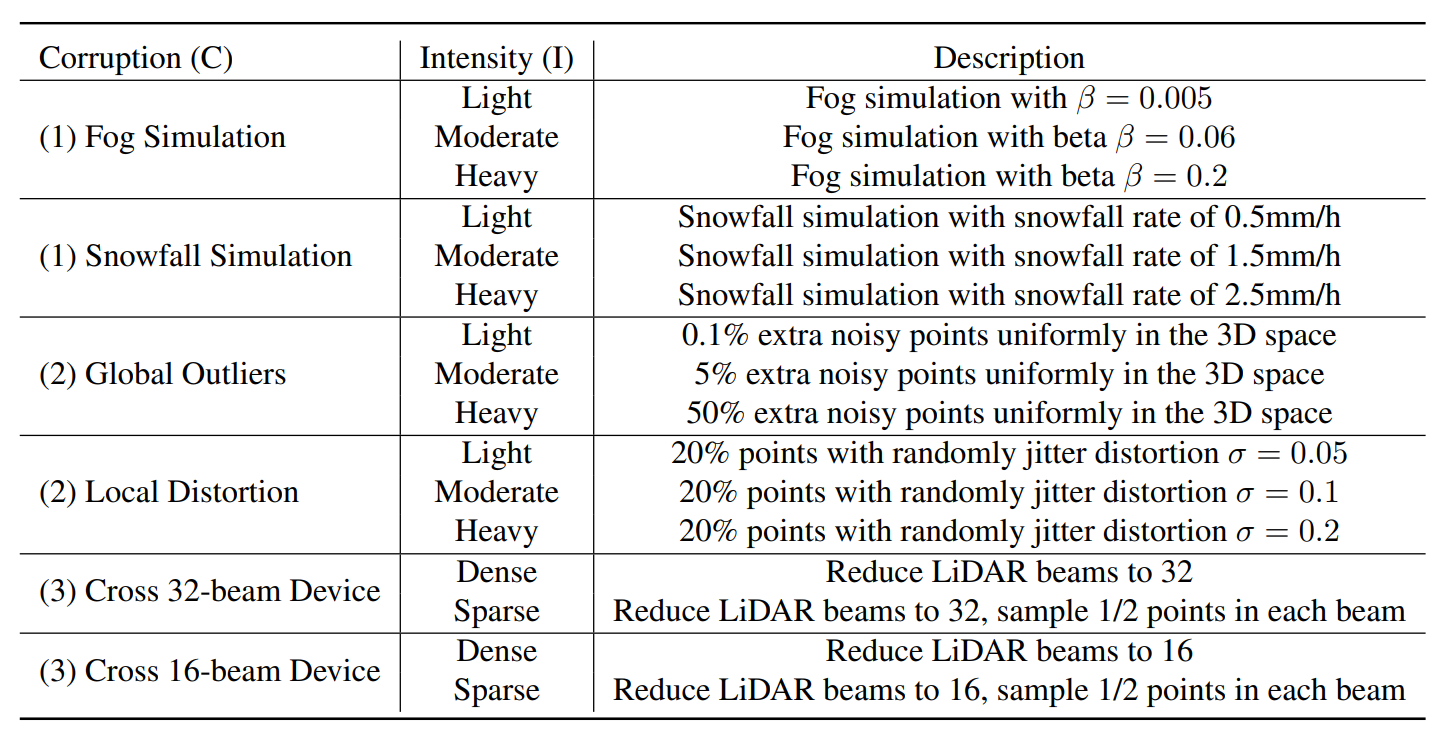 Corruption (C) Intensity (I) Description
Light Fog simulation with β = 0.005
(1) Fog Simulation Moderate Fog simulation with beta β = 0.06
Heavy Fog simulation with beta β = 0.2
Light Snowfall simulation with snowfall rate of 0.5mm/h
(1) Snowfall Simulation Moderate Snowfall simulation with snowfall rate of 1.5mm/h
Heavy Snowfall simulation with snowfall rate of 2.5mm/h
Light 0.1% extra noisy points uniformly in the 3D space
(2) Global Outliers Moderate 5% extra noisy points uniformly in the 3D space
Heavy 50% extra noisy points uniformly in the 3D space
Light 20% points with randomly jitter distortion σ = 0.05
(2) Local Distortion Moderate 20% points with randomly jitter distortion σ = 0.1
Heavy 20% points with randomly jitter distortion σ = 0.2
(3) Cross 32-beam Device Dense Reduce LiDAR beams to 32
Sparse Reduce LiDAR beams to 32, sample 1/2 points in each beam
(3) Cross 16-beam Device Dense Reduce LiDAR beams to 16
Sparse Reduce LiDAR beams to 16, sample 1/2 points in each beam